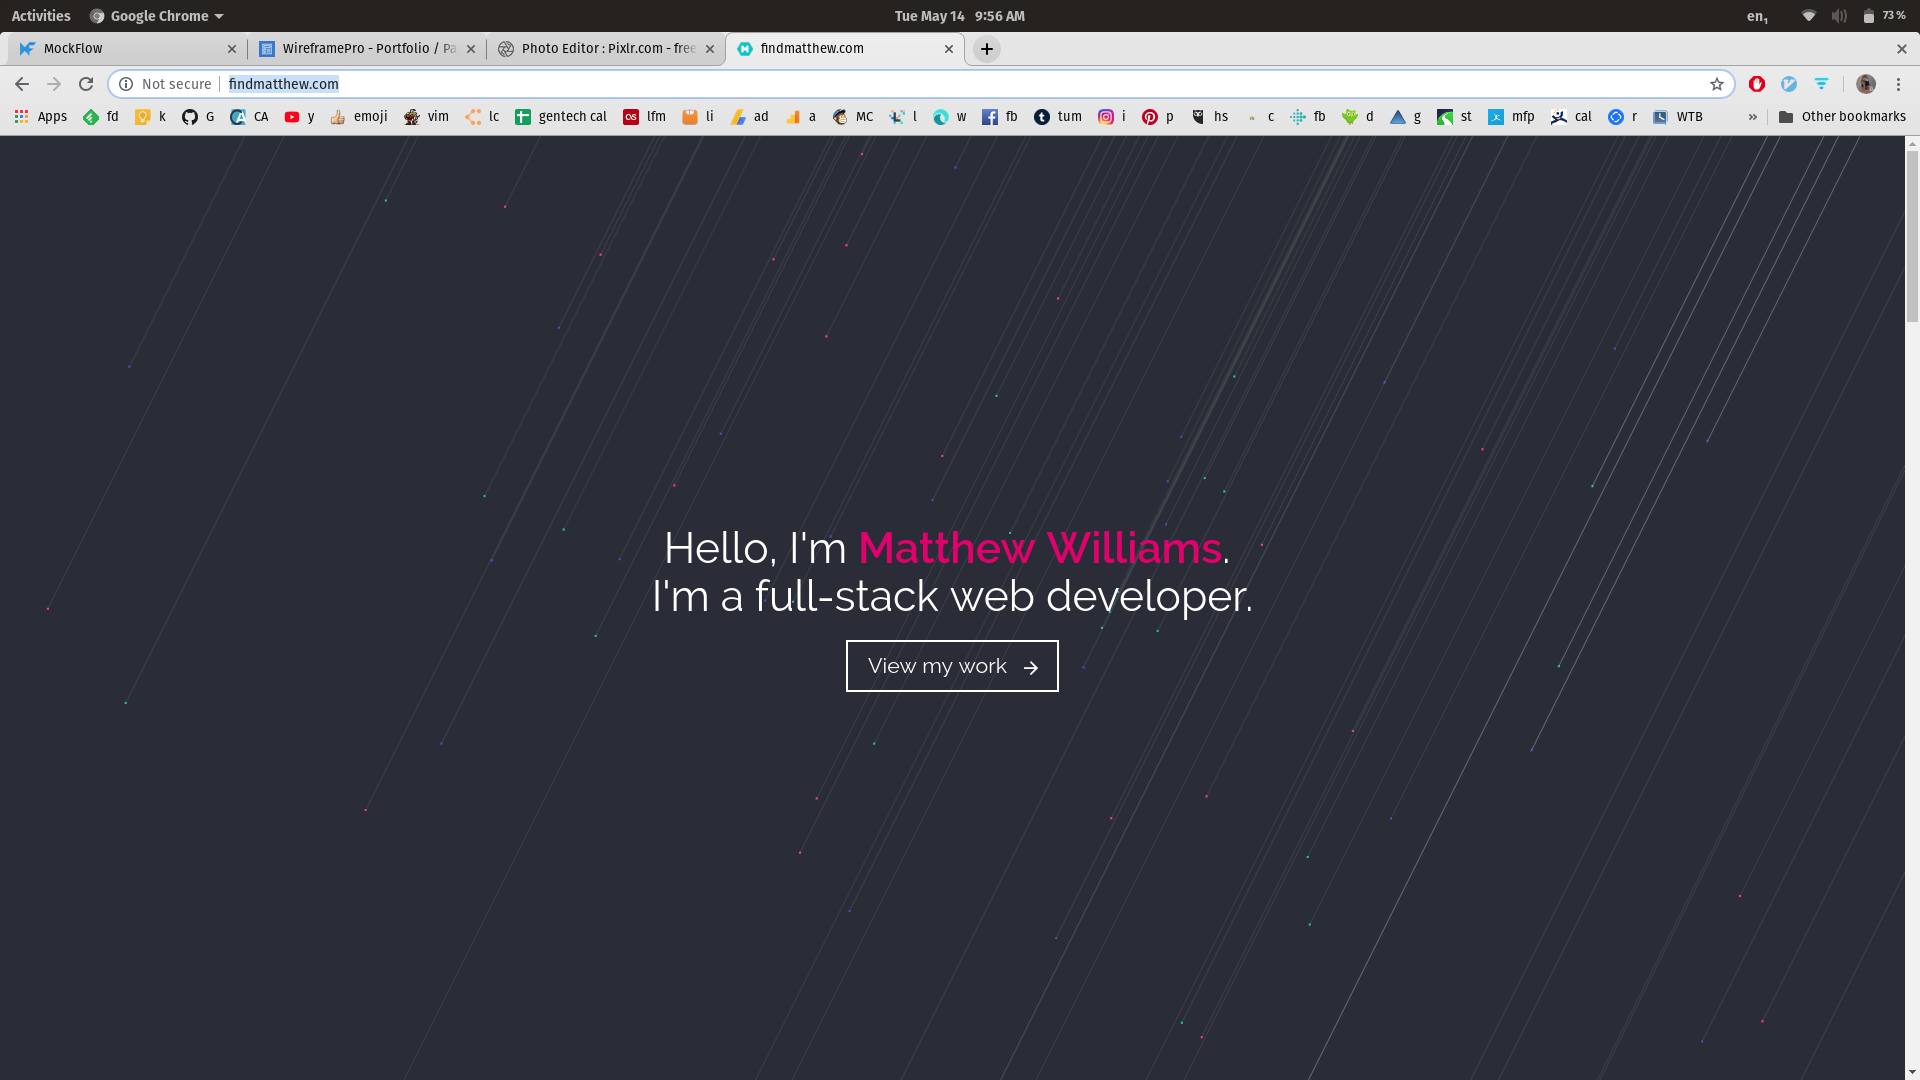 Activities Google Chrome Tue May 14 9:56 AM en1 73 %
MockFlow WireframePro - Portfolio / Pa Photo Editor : Pixlr.com - free findmatthew.com
Not secure findmatthew.com
Apps fd k G CA y emoji vim lc gentech cal lfm li ad a MC l w fb tum i p hs c fb d g st mfp cal r WTB » Other bookmarks
Hello, I'm Matthew Williams.
I'm a full-stack web developer.
View my work →